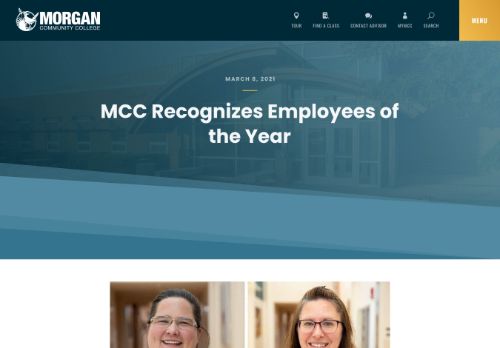 MORGAN
COMMUNITY COLLEGE
TOUR
FIND A CLASS
CONTACT ADVISOR
MYMCC
SEARCH
MENU
MARCH 8, 2021
MCC Recognizes Employees of
the Year